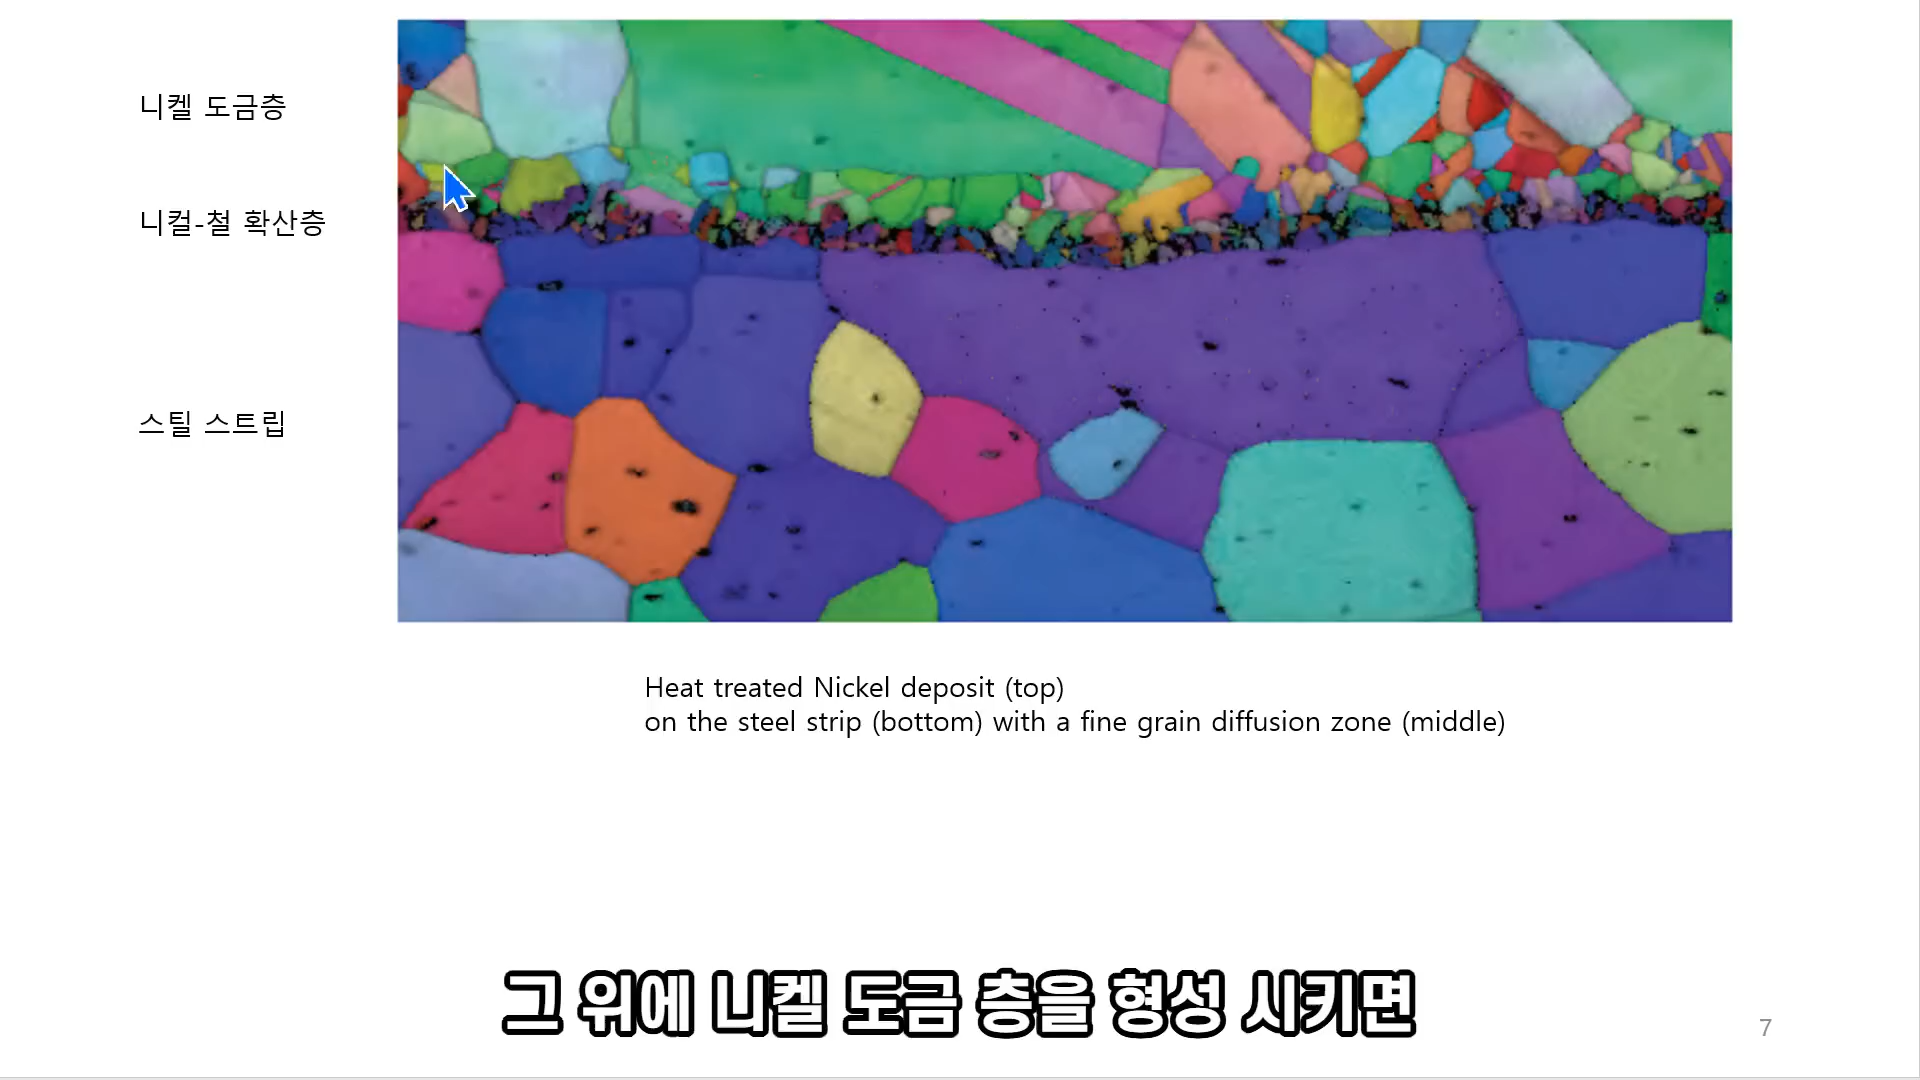 니켈 도금층
니컬-철 확산층
스틸 스트립
Heat treated Nickel deposit (top)
on the steel strip (bottom) with a fine grain diffusion zone (middle)
그 위에 니켈 도금 층을 형성 시키면
7